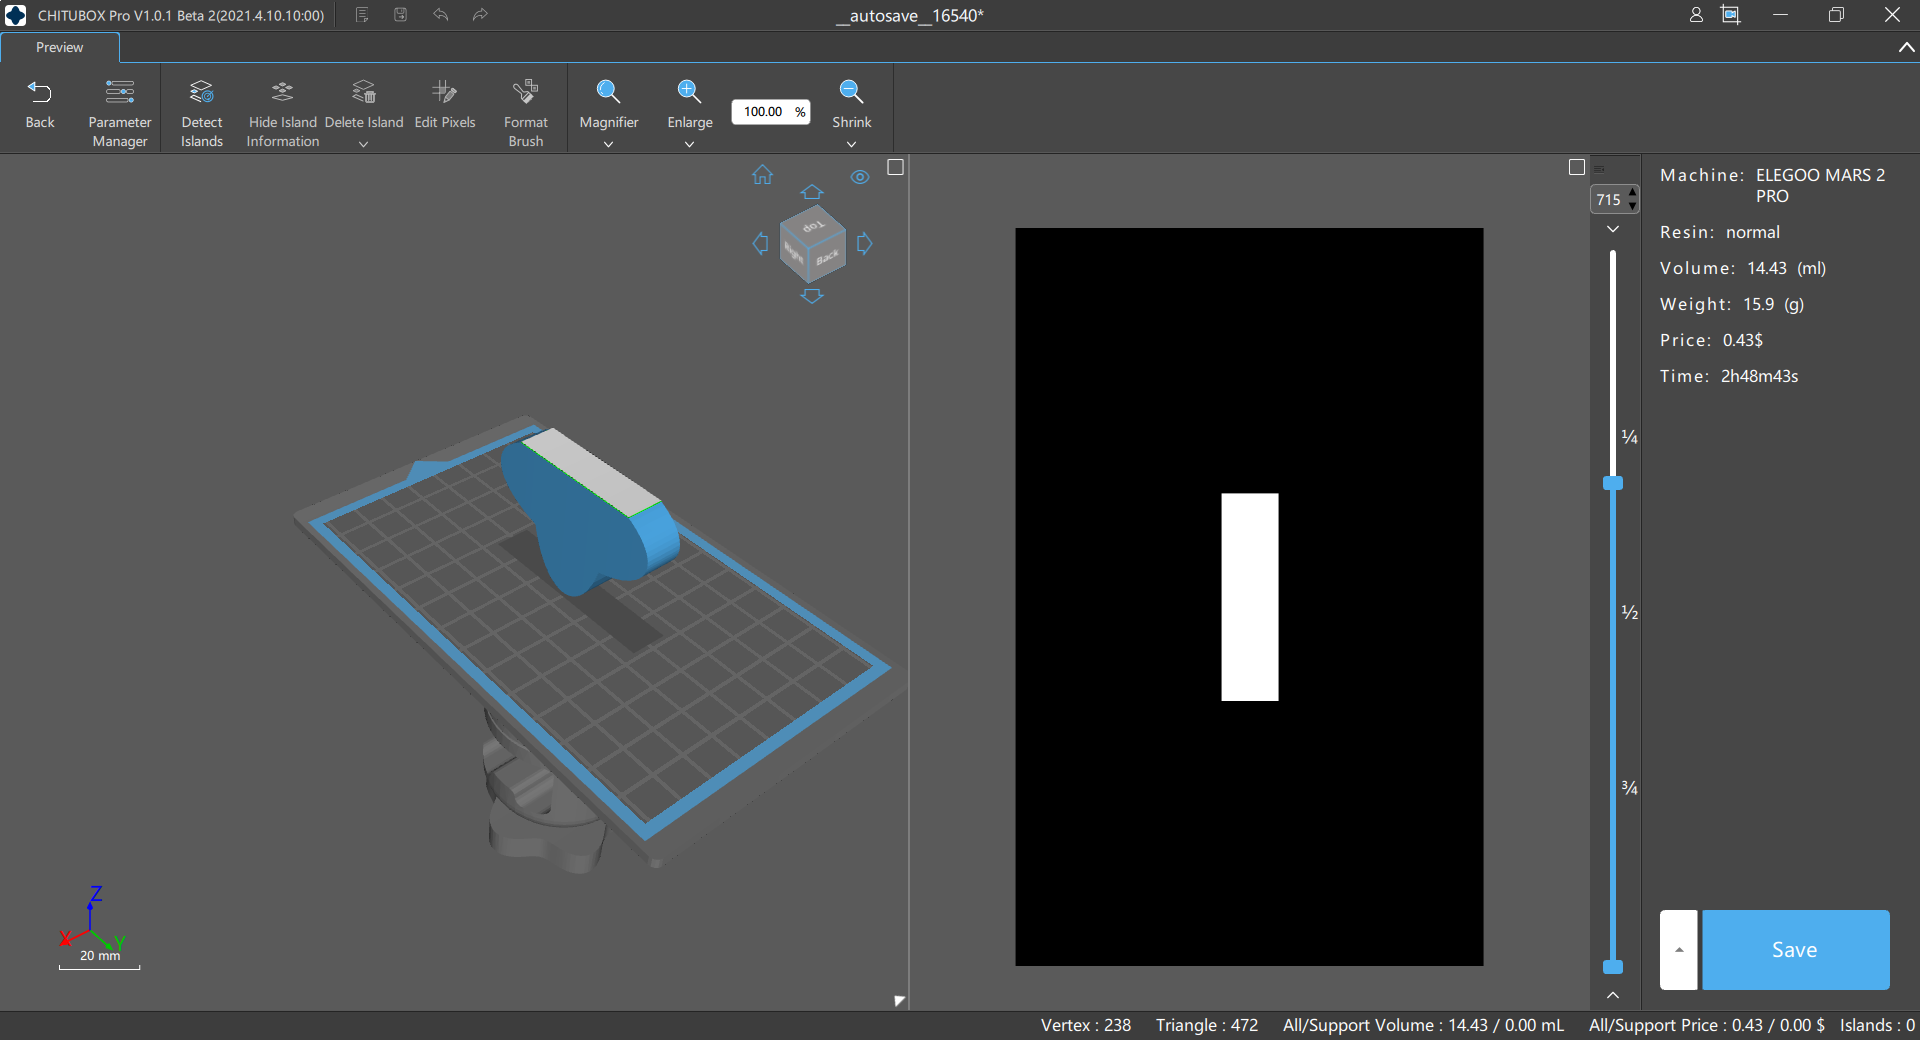 CHITUBOX Pro V1.0.1 Beta 2(2021.4.10.10:00)
__autosave__16540*
Preview
Back
Parameter
Manager
Detect
Islands
Hide Island
Information
Delete Island
Edit Pixels
Format
Brush
Magnifier
Enlarge
100.00 %
Shrink
Top
Right
Back
715
¼
½
¾
Machine: ELEGOO MARS 2
PRO
Resin: normal
Volume: 14.43 (ml)
Weight: 15.9 (g)
Price: 0.43$
Time: 2h48m43s
Z
X
Y
20 mm
Save
Vertex : 238 Triangle : 472 All/Support Volume : 14.43 / 0.00 mL All/Support Price : 0.43 / 0.00 $ Islands : 0